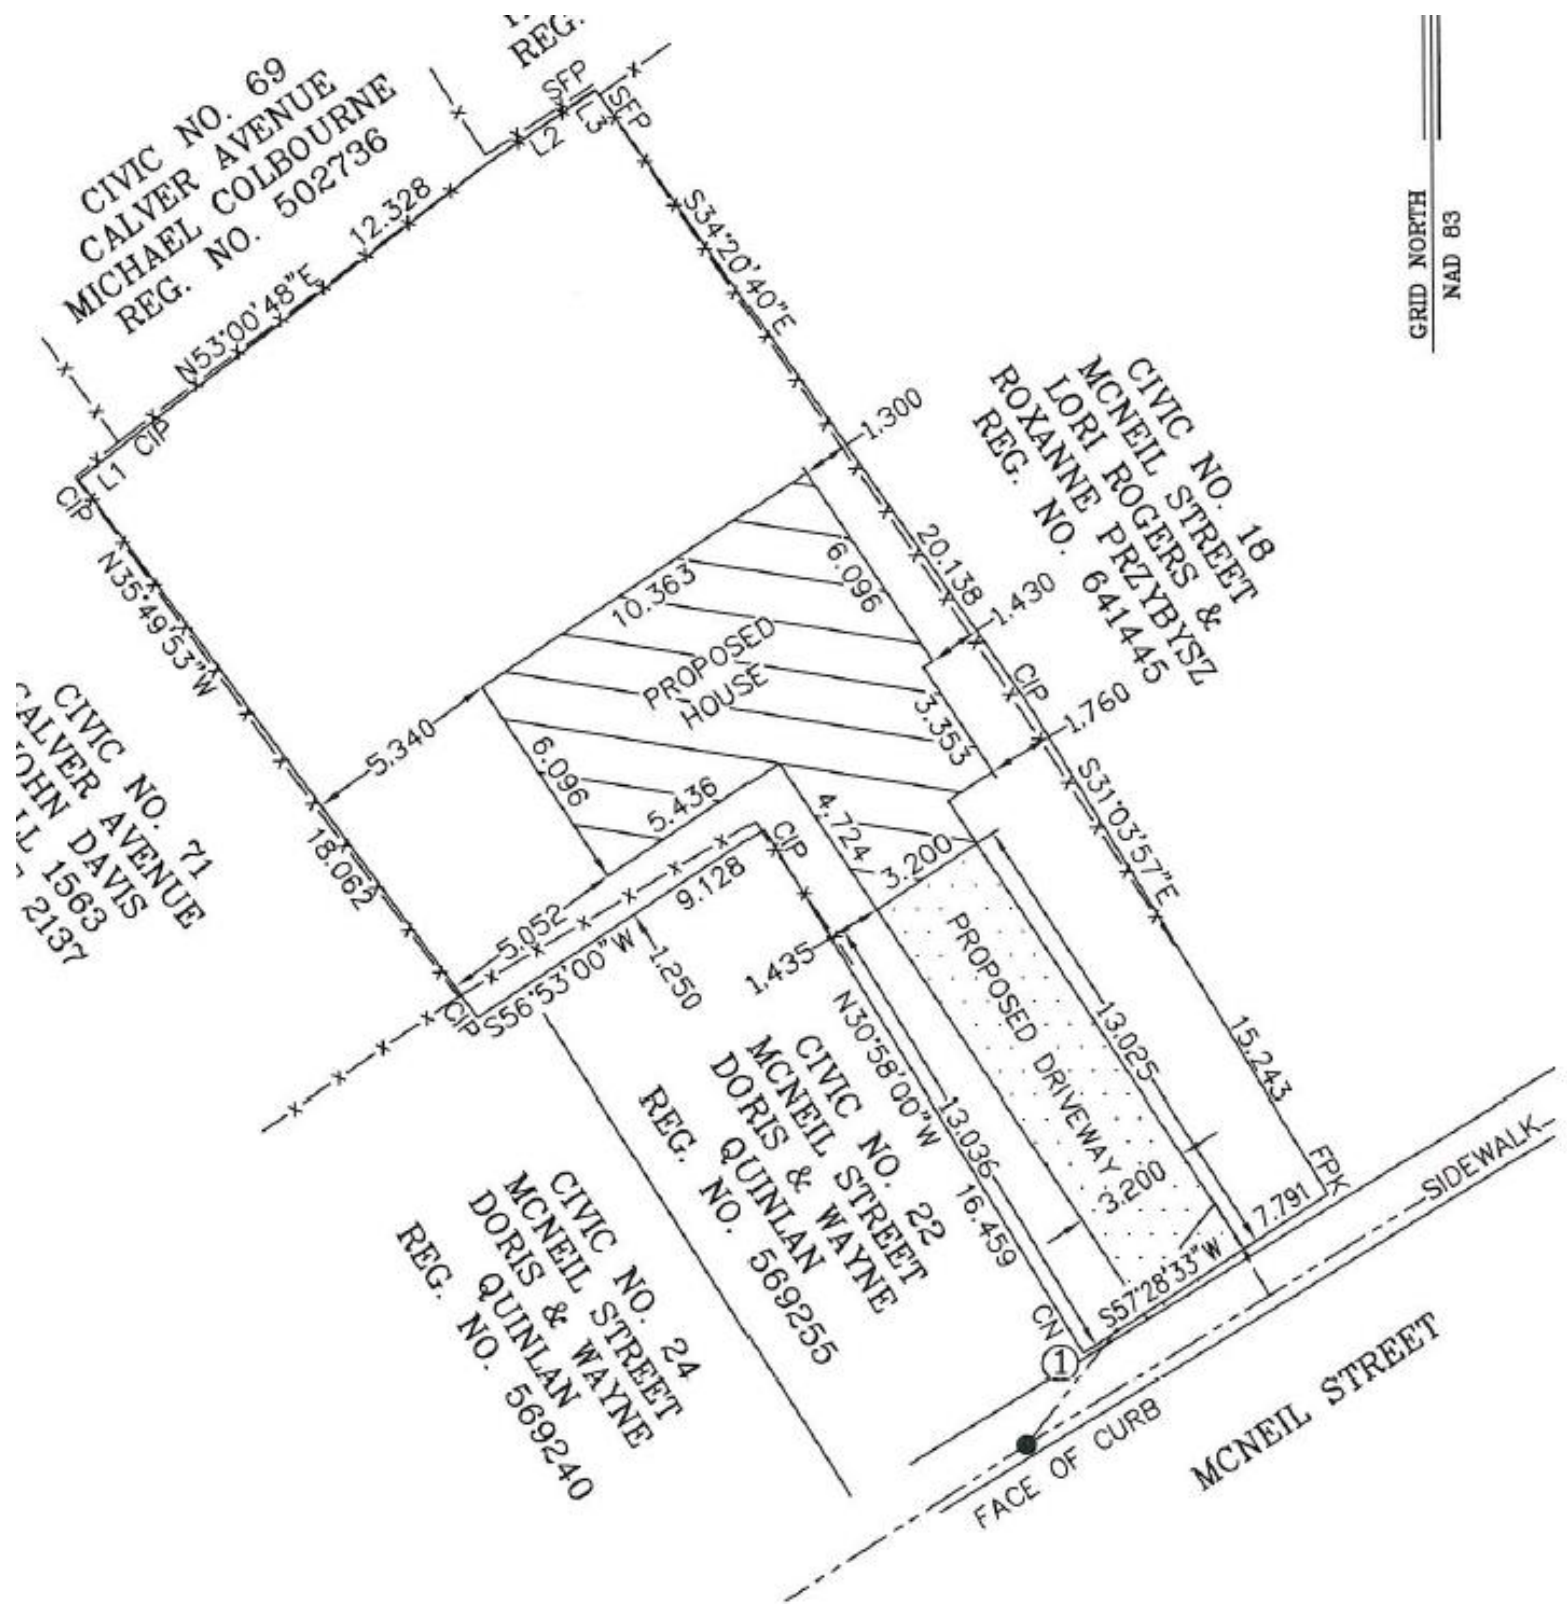 REG.
CIVIC NO. 69
CALVER AVENUE
MICHAEL COLBOURNE
REG. NO. 502736
SFP
SFP
L2
L3
12.328
N53°00'48"E
CIP
L1
CIP
S34°20'40"E
GRID NORTH
NAD 83
1.300
CIVIC NO. 18
MCNEIL STREET
LORI ROGERS &
ROXANNE PRZYBYSZ
REG. NO. 641445
20.138
6.096
10.363
1.430
N35°49'53"W
PROPOSED
HOUSE
CIP
1.760
3.353
5.340
6.096
5.436
CIVIC NO. 71
CALVER AVENUE
JOHN DAVIS
1563
2137
18.062
S31°03'57"E
4.724
CIP
3.200
9.128
5.052
S56°53'00"W
CIP
1.250
1.435
PROPOSED DRIVEWAY
13.025
15.243
N30°58'00"W
13.036
16.459
CIVIC NO. 22
MCNEIL STREET
DORIS & WAYNE
QUINLAN
REG. NO. 569255
3.200
FPK
7.791
SIDEWALK
S57°28'33"W
CN
1
CIVIC NO. 24
MCNEIL STREET
DORIS & WAYNE
QUINLAN
REG. NO. 569240
FACE OF CURB
MCNEIL STREET